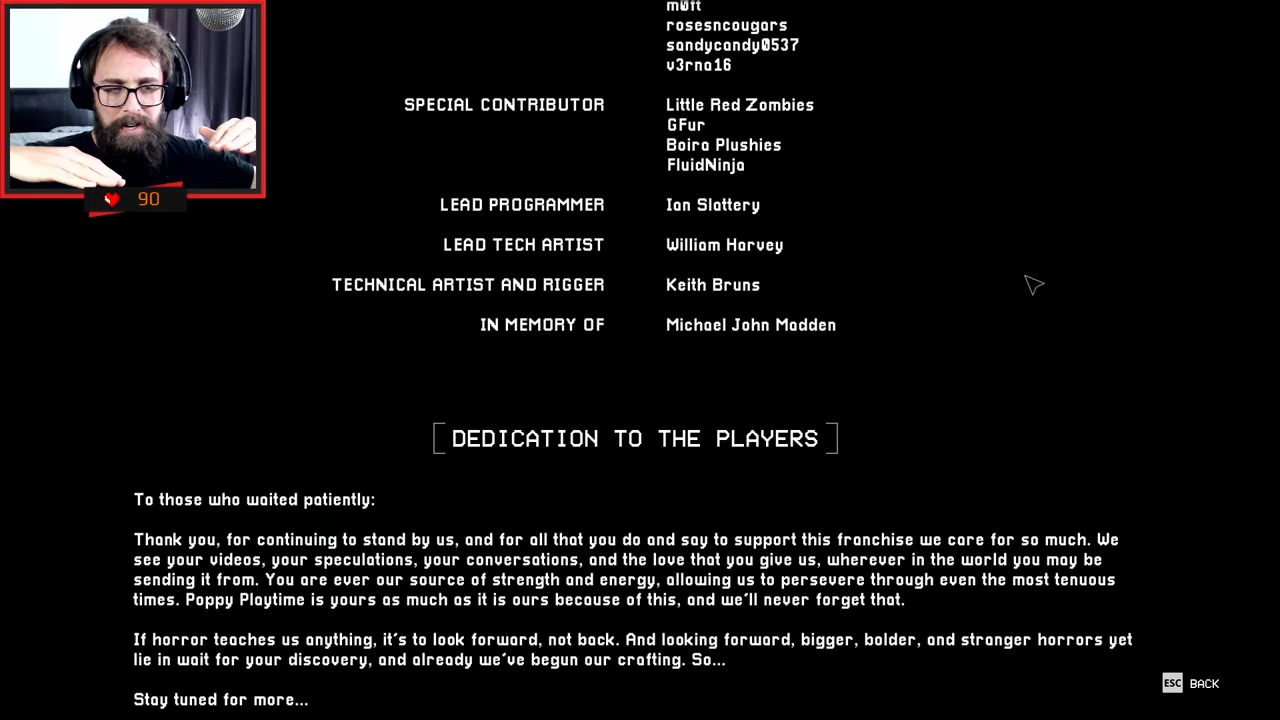 m0tt
rosesncougars
sandycandy0537
v3rna16
SPECIAL CONTRIBUTOR Little Red Zombies
GFur
Boira Plushies
FluidNinja
90
LEAD PROGRAMMER Ian Slattery
LEAD TECH ARTIST William Harvey
TECHNICAL ARTIST AND RIGGER Keith Bruns
IN MEMORY OF Michael John Madden
DEDICATION TO THE PLAYERS
To those who waited patiently:
Thank you, for continuing to stand by us, and for all that you do and say to support this franchise we care for so much. We
see your videos, your speculations, your conversations, and the love that you give us, wherever in the world you may be
sending it from. You are ever our source of strength and energy, allowing us to persevere through even the most tenuous
times. Poppy Playtime is yours as much as it is ours because of this, and we'll never forget that.
If horror teaches us anything, it's to look forward, not back. And looking forward, bigger, bolder, and stranger horrors yet
lie in wait for your discovery, and already we've begun our crafting. So...
ESC BACK
Stay tuned for more...